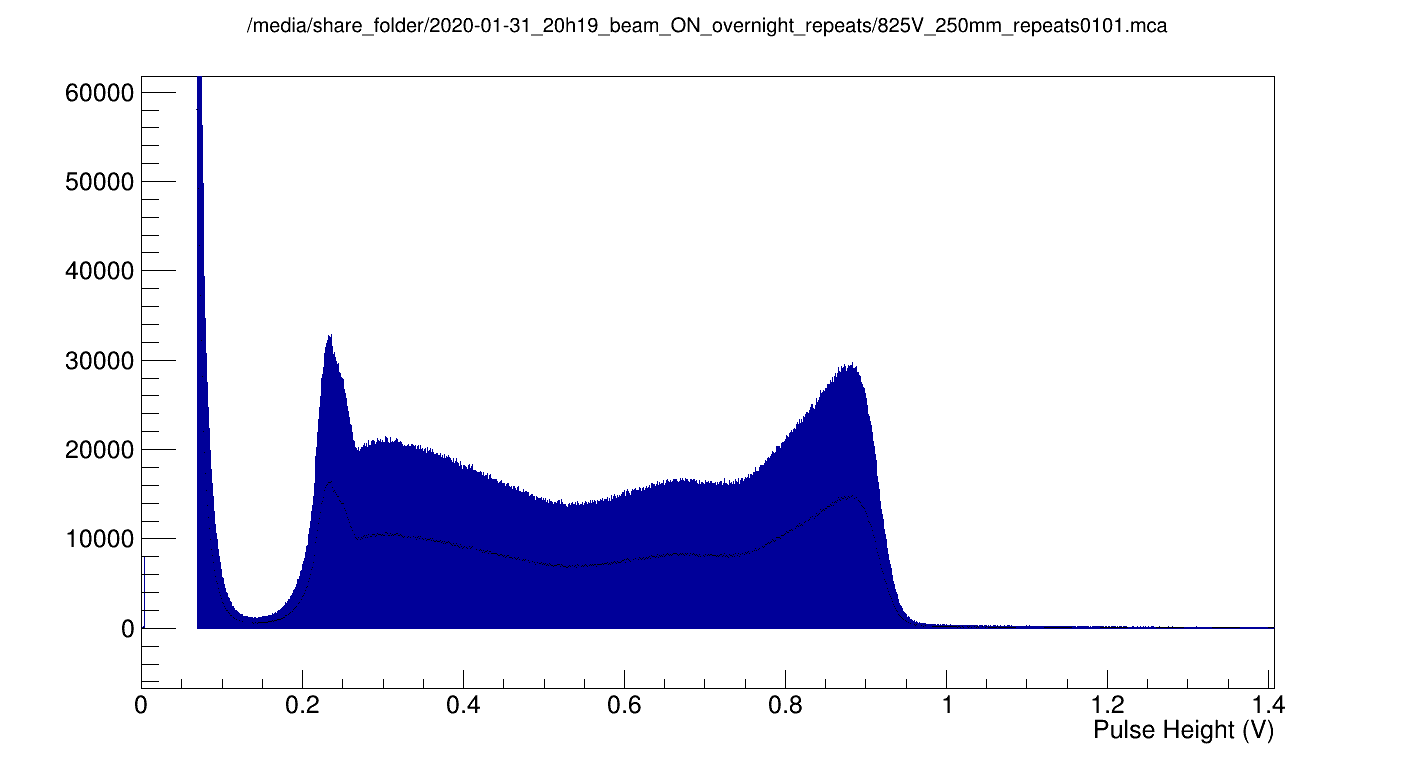 /media/share_folder/2020-01-31_20h19_beam_ON_overnight_repeats/825V_250mm_repeats0101.mca
60000
50000
40000
30000
20000
10000
0
0 0.2 0.4 0.6 0.8 1 1.2 1.4
Pulse Height (V)